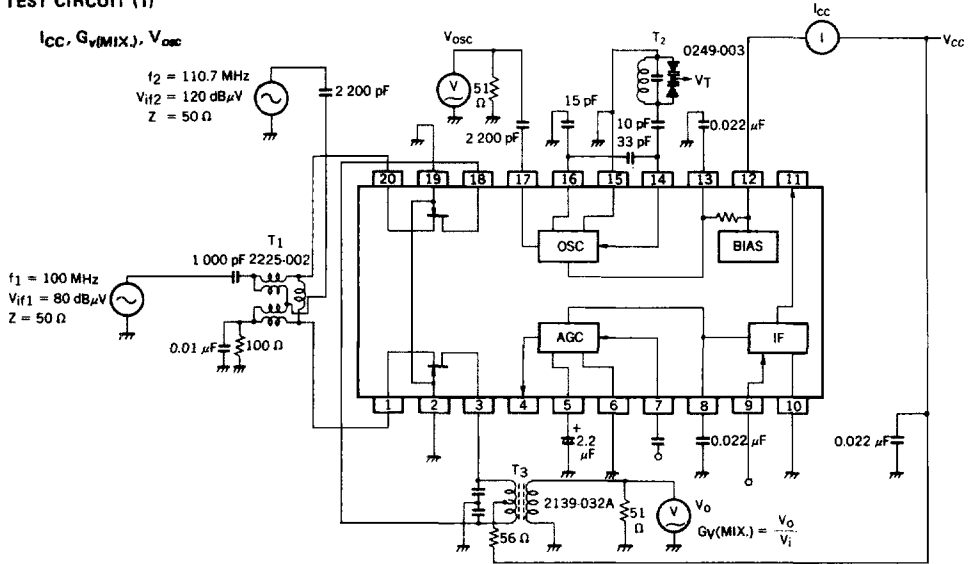 TEST CIRCUIT (1)
ICC, GV(MIX.), Vosc
f2 = 110.7 MHz
Vif2 = 120 dBμV
Z = 50 Ω
2 200 pF
VOSC
V
51
Ω
2 200 pF
15 pF
T2
0249-003
VT
10 pF
33 pF
0.022 μF
ICC
I
VCC
20 19 18 17 16 15 14 13 12 11
OSC
BIAS
AGC
IF
f1 = 100 MHz
Vif1 = 80 dBμV
Z = 50 Ω
T1
1 000 pF 2225-002
0.01 μF
100 Ω
1 2 3 4 5 6 7 8 9 10
+
2.2
μF
0.022 μF
0.022 μF
T3
2139-032A
56 Ω
51
Ω
V
Vo
GV(MIX.) = Vo
Vi